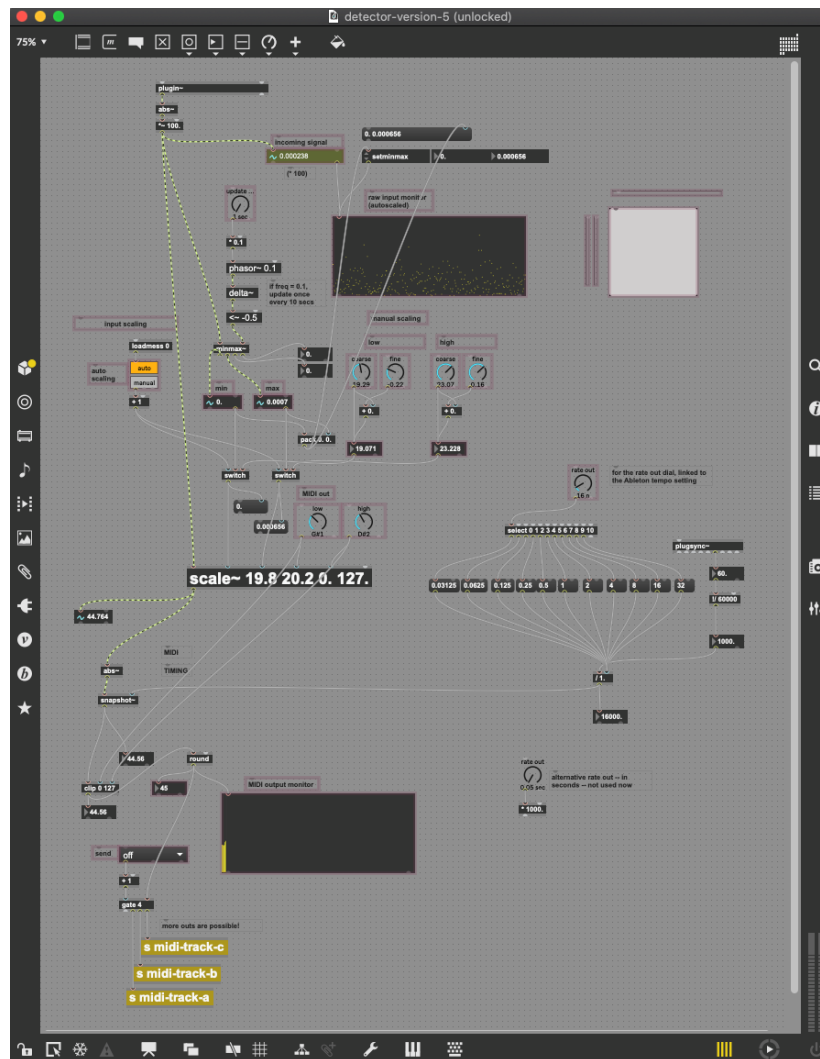 detector-version-5 (unlocked)
75%
plugin~
abs~
*~ 100.
incoming signal
0.000238
(* 100)
0. 0.000656
setminmax
0.
0.000656
raw input monitor
(autoscaled)
update ...
* 0.1
phasor~ 0.1
delta~
<~ -0.5
if freq = 0.1,
update once
every 10 secs
input scaling
loadmess 0
auto
scaling
auto
manual
+ 1
minmax~
0.
0.
min
max
0.
0.0007
pack 0. 0.
manual scaling
low
high
coarse
fine
coarse
fine
19.29
-0.22
23.07
0.16
+ 0.
+ 0.
19.071
23.228
switch
switch
0.
0.000656
MIDI out
low
high
G#1
D#2
rate out
16 n
for the rate out dial, linked to
the Ableton tempo setting
select 0 1 2 3 4 5 6 7 8 9 10
plugsync~
60.
!/ 60000
1000.
scale~ 19.8 20.2 0. 127.
0.03125
0.0625
0.125
0.25
0.5
1
2
4
8
16
32
44.764
MIDI
TIMING
abs~
snapshot~
/ 1.
16000.
44.56
round
clip 0 127
45
44.56
MIDI output monitor
rate out
0.05 sec
alternative rate out -- in
seconds -- not used now
* 1000.
send
off
+ 1
gate 4
more outs are possible!
s midi-track-c
s midi-track-b
s midi-track-a